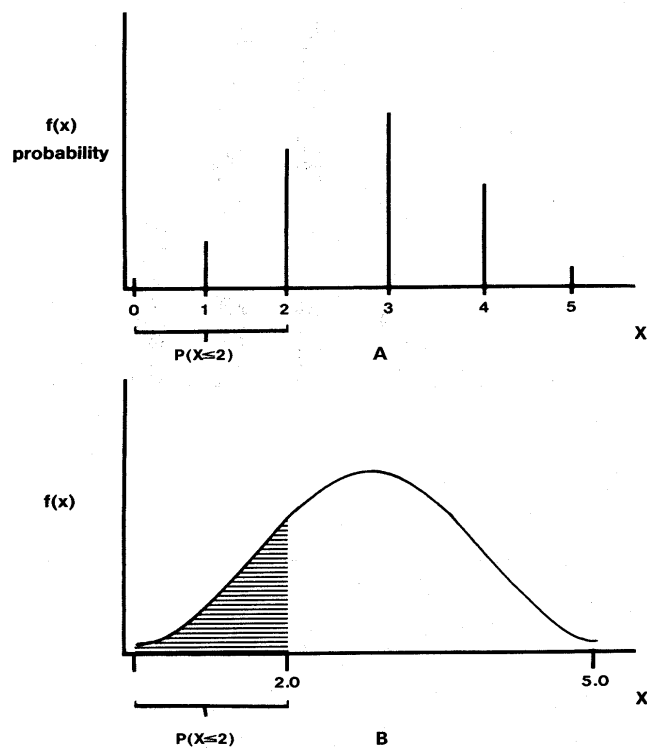 f(x)
probability
0 1 2 3 4 5
X
P(X≤2)
A
f(x)
2.0 5.0
X
P(X≤2)
B